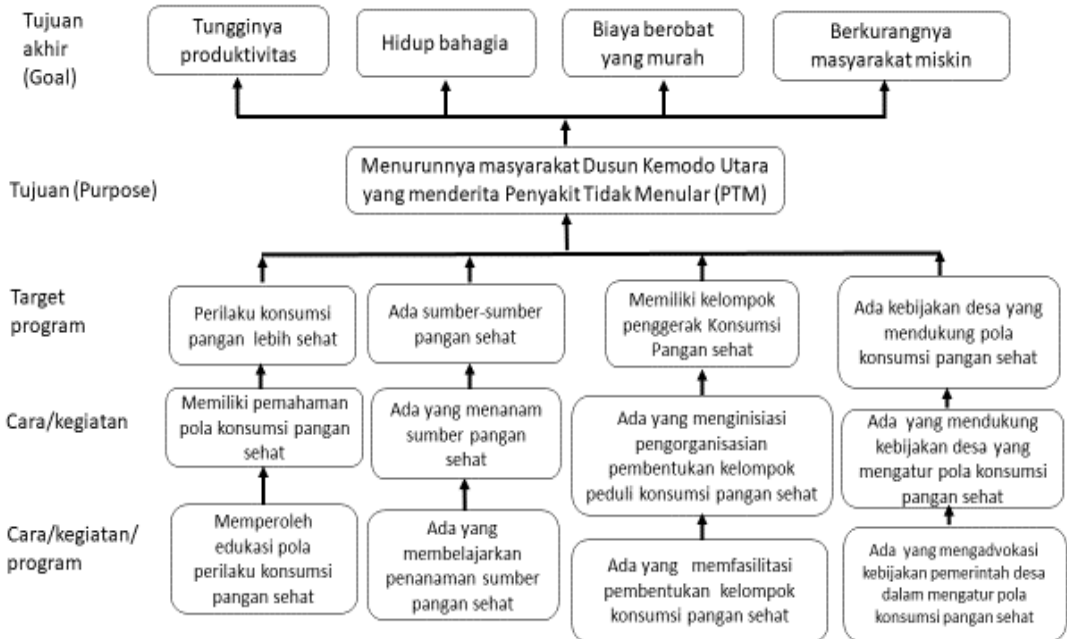 Tujuan
akhir
(Goal)
Tungginya
produktivitas
Hidup bahagia
Biaya berobat
yang murah
Berkurangnya
masyarakat miskin
Tujuan (Purpose)
Menurunnya masyarakat Dusun Kemodo Utara
yang menderita Penyakit Tidak Menular (PTM)
Target
program
Perilaku konsumsi
pangan lebih sehat
Ada sumber-sumber
pangan sehat
Memiliki kelompok
penggerak Konsumsi
Pangan sehat
Ada kebijakan desa yang
mendukung pola
konsumsi pangan sehat
Cara/kegiatan
Memiliki pemahaman
pola konsumsi pangan
sehat
Ada yang menanam
sumber pangan
sehat
Ada yang menginisiasi
pengorganisasian
pembentukan kelompok
peduli konsumsi pangan sehat
Ada yang mendukung
kebijakan desa yang
mengatur pola konsumsi
pangan sehat
Cara/kegiatan/
program
Memperoleh
edukasi pola
perilaku konsumsi
pangan sehat
Ada yang
membelajarkan
penanaman sumber
pangan sehat
Ada yang memfasilitasi
pembentukan kelompok
konsumsi pangan sehat
Ada yang mengadvokasi
kebijakan pemerintah desa
dalam mengatur pola
konsumsi pangan sehat